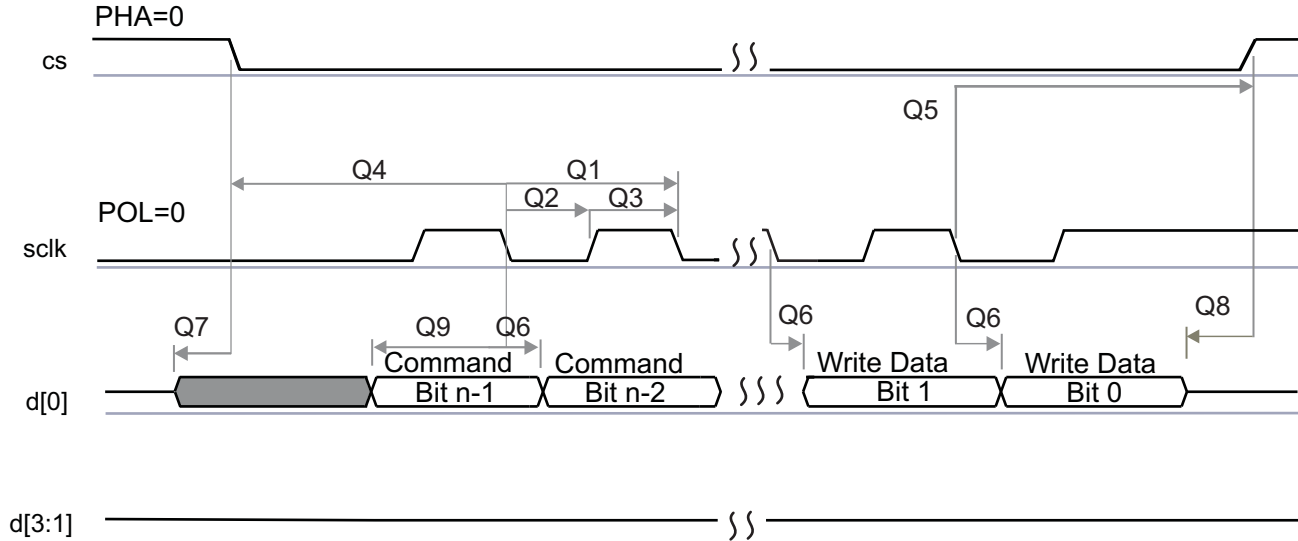 PHA=0
cs
Q5
Q4
Q1
Q2
Q3
POL=0
sclk
Q7
Q9
Q6
Q6
Q6
Q8
Command
Command
Write Data
Write Data
d[0]
Bit n-1
Bit n-2
Bit 1
Bit 0
d[3:1]